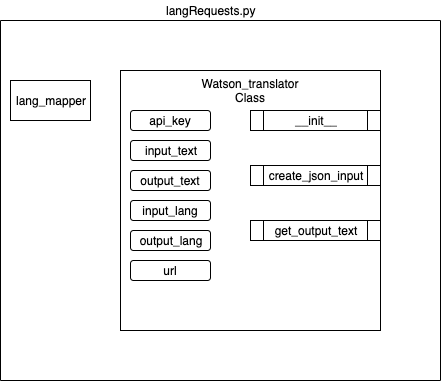 langRequests.py
lang_mapper
Watson_translator
Class
api_key
input_text
output_text
input_lang
output_lang
url
__init__
create_json_input
get_output_text